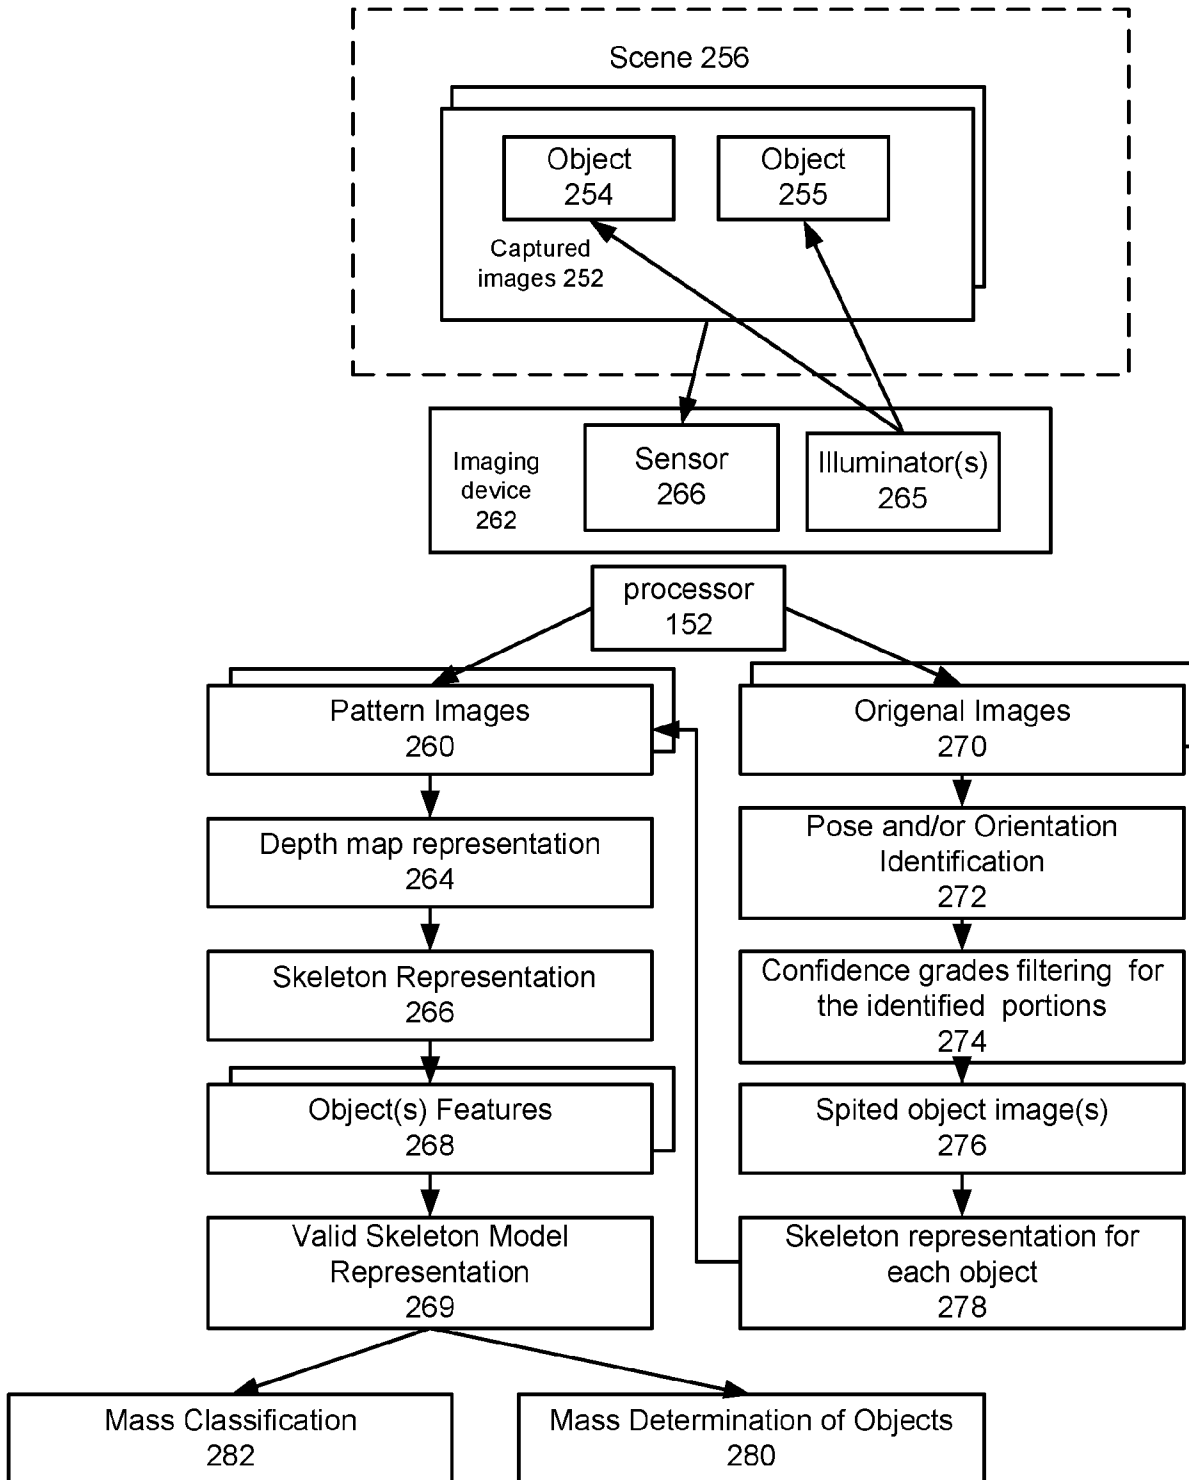 Scene 256
Object
254
Object
255
Captured
images 252
Imaging
device
262
Sensor
266
Illuminator(s)
265
processor
152
Pattern Images
260
Origenal Images
270
Depth map representation
264
Pose and/or Orientation
Identification
272
Skeleton Representation
266
Confidence grades filtering for
the identified portions
274
Object(s) Features
268
Spited object image(s)
276
Valid Skeleton Model
Representation
269
Skeleton representation for
each object
278
Mass Classification
282
Mass Determination of Objects
280